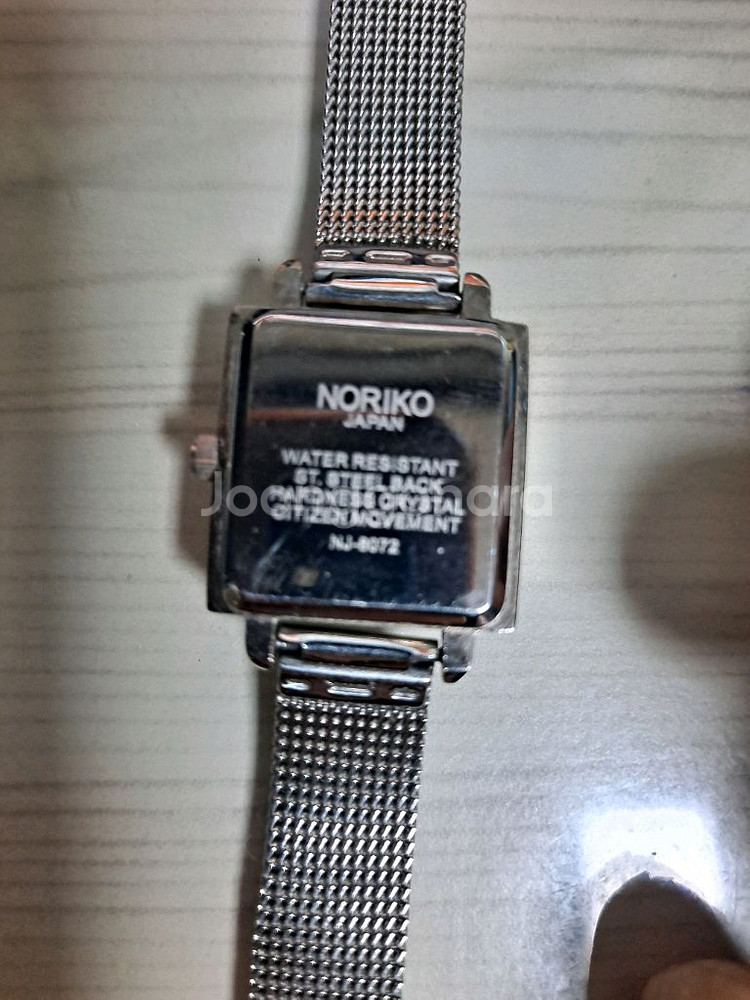 NORIKO
JAPAN
WATER RESISTANT
ST. STEEL BACK
HARDNESS CRYSTAL
CITIZEN MOVEMENT
NJ-8072